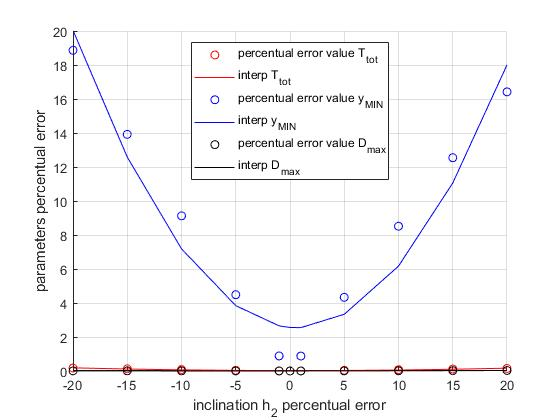 20
18
16
14
12
10
8
6
4
2
0
parameters percentual error
percentual error value T_tot
interp T_tot
percentual error value y_MIN
interp y_MIN
percentual error value D_max
interp D_max
-20 -15 -10 -5 0 5 10 15 20
inclination h_2 percentual error